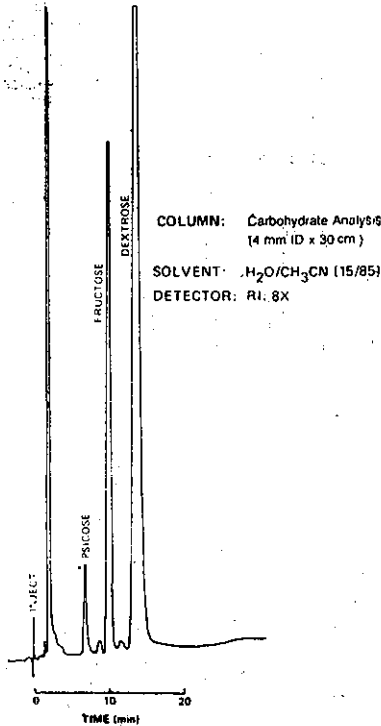 COLUMN: Carbohydrate Analysis
(4 mm ID x 30 cm)
SOLVENT: H₂O/CH₃CN (15/85)
DETECTOR: RI, 8X
INJECT
PSICOSE
FRUCTOSE
DEXTROSE
0 10 20
TIME (min)